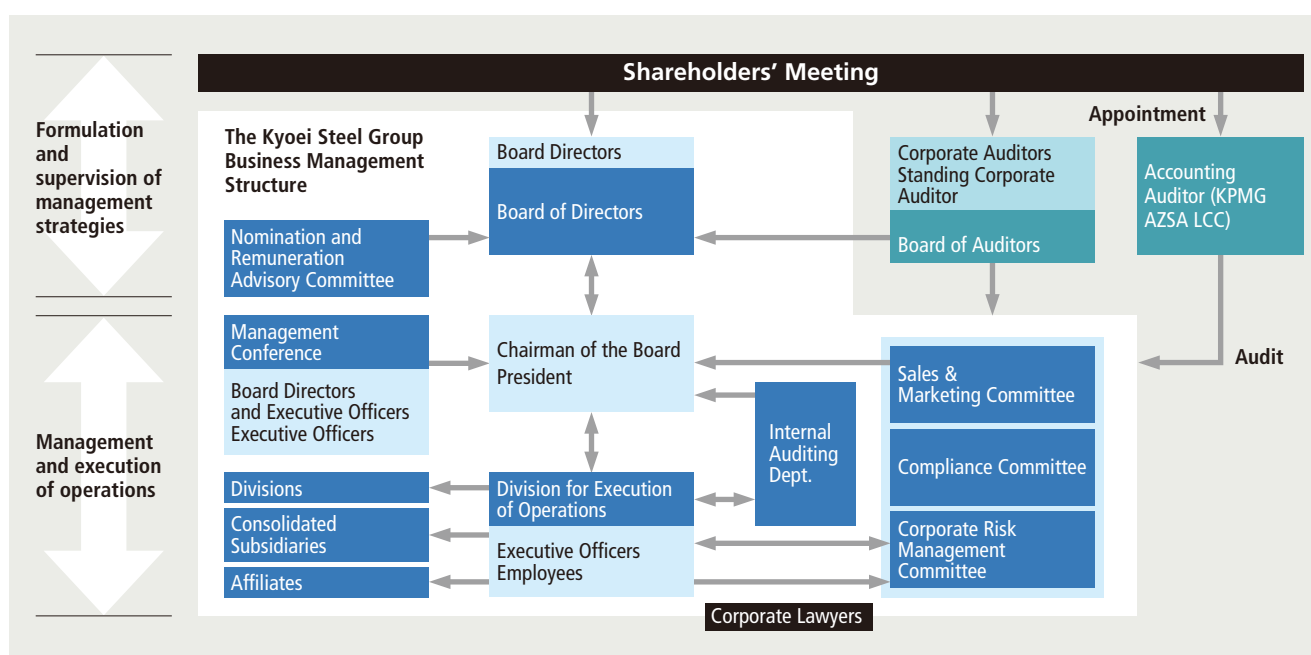 Shareholders' Meeting
Formulation
and
supervision of
management
strategies
The Kyoei Steel Group
Business Management
Structure
Board Directors
Board of Directors
Corporate Auditors
Standing Corporate
Auditor
Board of Auditors
Appointment
Accounting
Auditor (KPMG
AZSA LCC)
Nomination and
Remuneration
Advisory Committee
Management
Conference
Board Directors
and Executive Officers
Executive Officers
Chairman of the Board
President
Sales &
Marketing Committee
Audit
Management
and execution
of operations
Internal
Auditing
Dept.
Compliance Committee
Divisions
Consolidated
Subsidiaries
Affiliates
Division for Execution
of Operations
Executive Officers
Employees
Corporate Risk
Management
Committee
Corporate Lawyers